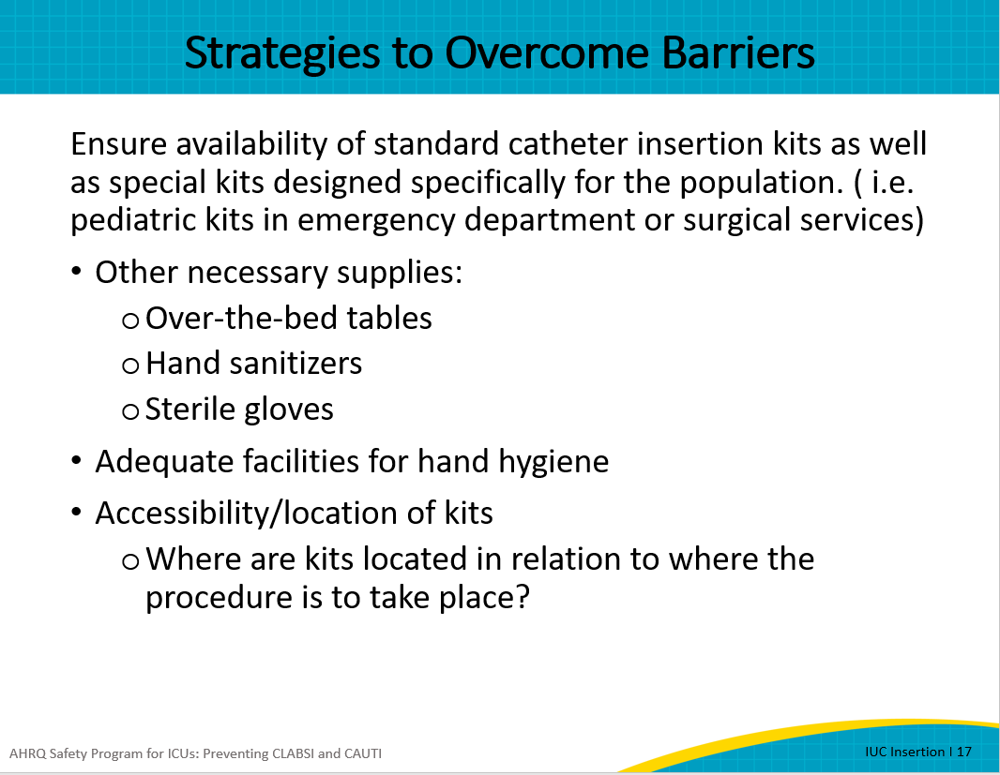 Strategies to Overcome Barriers
Ensure availability of standard catheter insertion kits as well
as special kits designed specifically for the population. ( i.e.
pediatric kits in emergency department or surgical services)
• Other necessary supplies:
o Over-the-bed tables
o Hand sanitizers
o Sterile gloves
• Adequate facilities for hand hygiene
• Accessibility/location of kits
o Where are kits located in relation to where the
procedure is to take place?
AHRQ Safety Program for ICUs: Preventing CLABSI and CAUTI
IUC Insertion | 17